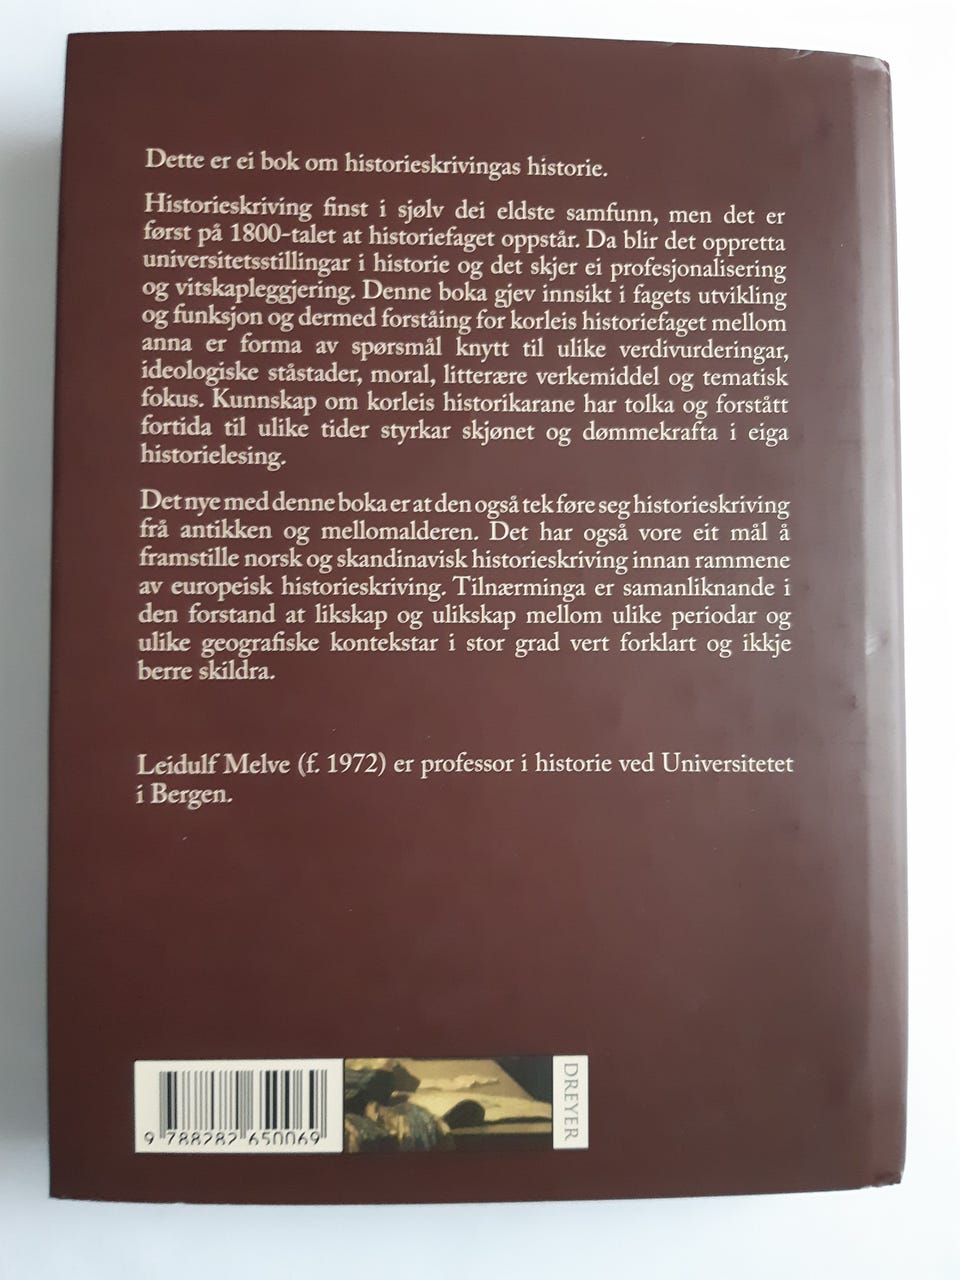 Dette er ei bok om historieskrivingas historie.
Historieskriving finst i sjølv dei eldste samfunn, men det er
først på 1800-talet at historiefaget oppstår. Da blir det oppretta
universitetsstillingar i historie og det skjer ei profesjonalisering
og vitskapleggjering. Denne boka gjev innsikt i fagets utvikling
og funksjon og dermed forståing for korleis historiefaget mellom
anna er forma av spørsmål knytt til ulike verdivurderingar,
ideologiske ståstader, moral, litterære verkemiddel og tematisk
fokus. Kunnskap om korleis historikarane har tolka og forstått
fortida til ulike tider styrkar skjønet og dømmekrafta i eiga
historielesing.
Det nye med denne boka er at den også tek føre seg historieskriving
frå antikken og mellomalderen. Det har også vore eit mål å
framstille norsk og skandinavisk historieskriving innan rammene
av europeisk historieskriving. Tilnærminga er samanliknande i
den forstand at likskap og ulikskap mellom ulike periodar og
ulike geografiske kontekstar i stor grad vert forklart og ikkje
berre skildra.
Leidulf Melve (f. 1972) er professor i historie ved Universitetet
i Bergen.
9 788282 650069
DREYER